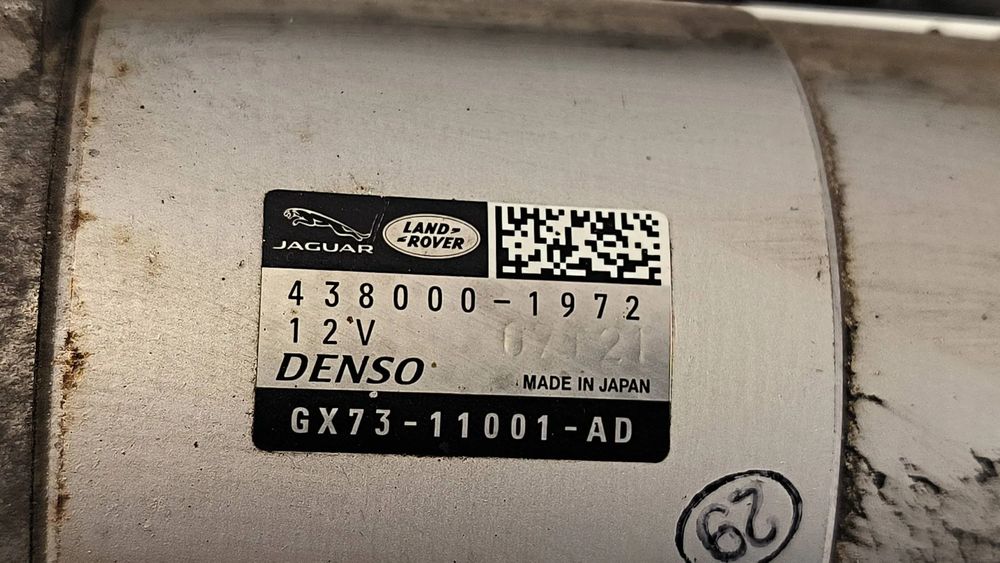 JAGUAR
LAND-
-ROVER
438000-1972
12V
DENSO
MADE IN JAPAN
GX73-11001-AD
29